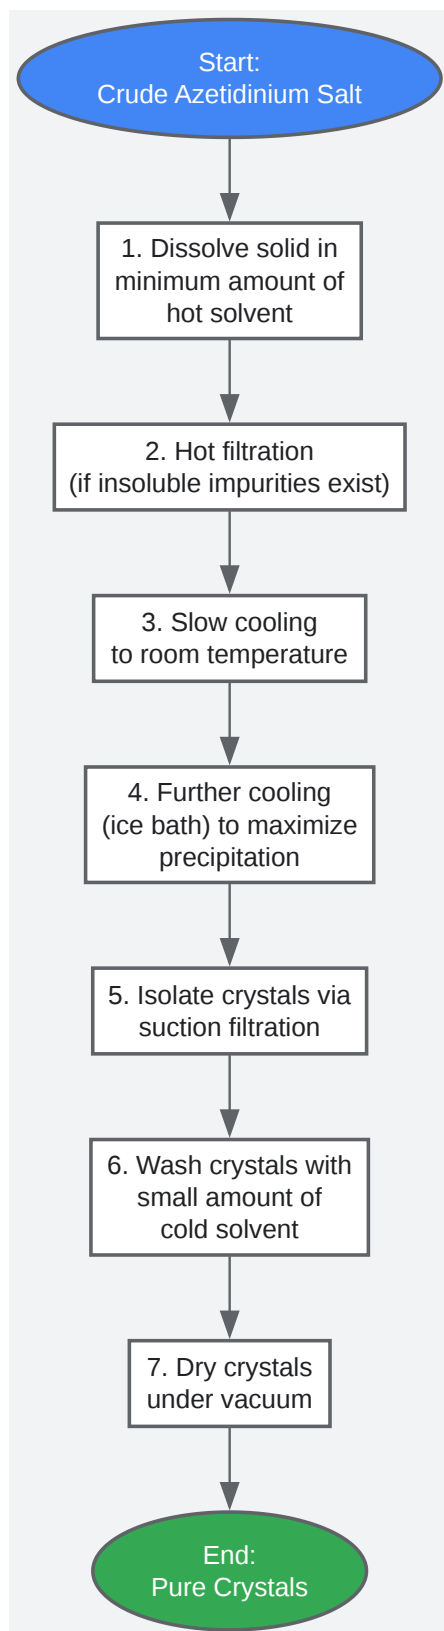 Start:
Crude Azetidinium Salt
1. Dissolve solid in
minimum amount of
hot solvent
2. Hot filtration
(if insoluble impurities exist)
3. Slow cooling
to room temperature
4. Further cooling
(ice bath) to maximize
precipitation
5. Isolate crystals via
suction filtration
6. Wash crystals with
small amount of
cold solvent
7. Dry crystals
under vacuum
End:
Pure Crystals